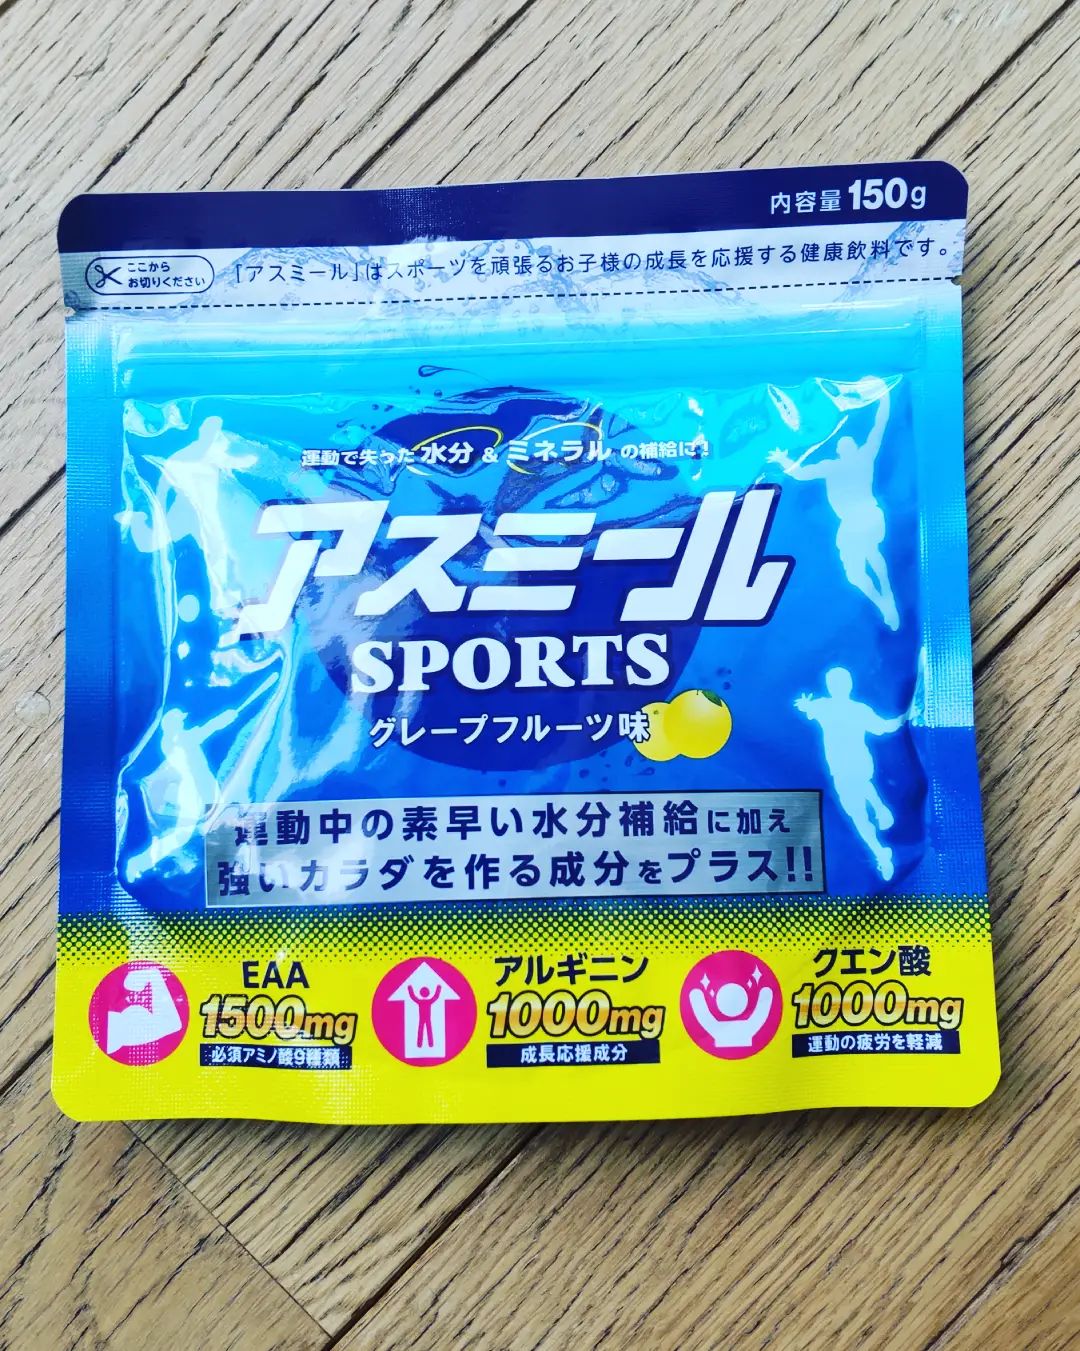 内容量150g
ここから
お切りください
「アスミール」はスポーツを頑張るお子様の成長を応援する健康飲料です。
運動で失った水分&ミネラルの補給に!
アスミール
SPORTS
グレープフルーツ味
運動中の素早い水分補給に加え
強いカラダを作る成分をプラス!!
EAA
1500mg
必須アミノ酸9種類
アルギニン
1000mg
成長応援成分
クエン酸
1000mg
運動の疲労を軽減